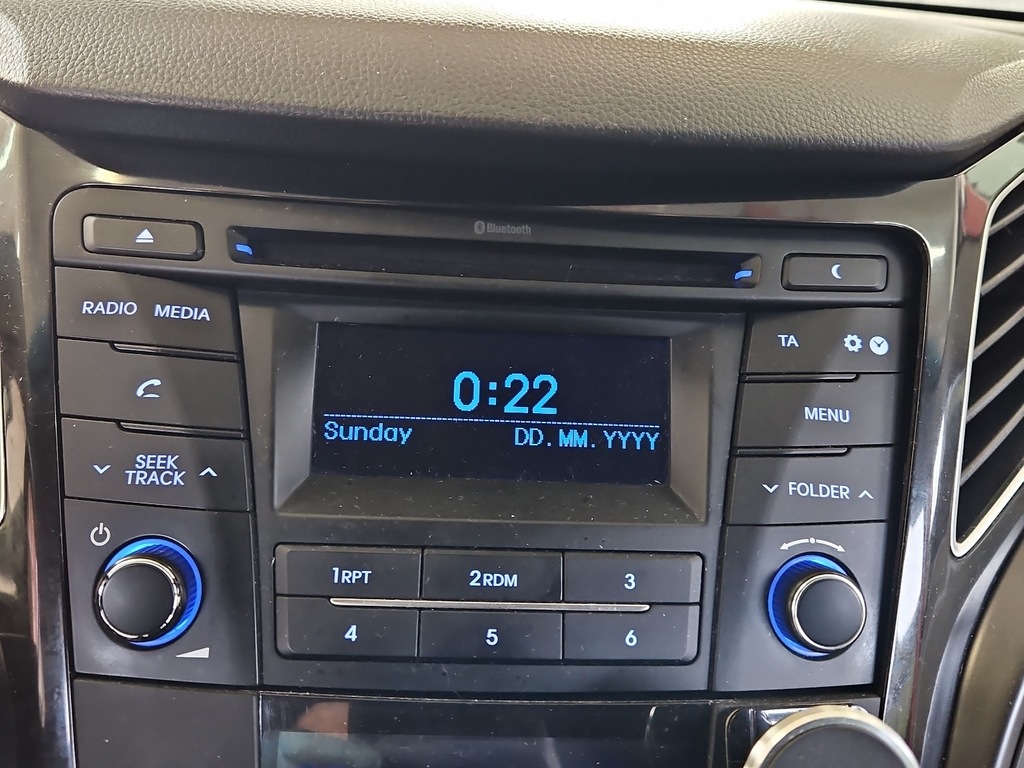 Bluetooth
RADIO MEDIA
TA
0:22
Sunday DD.MM.YYYY
MENU
SEEK
TRACK
FOLDER
1RPT 2RDM 3
4 5 6